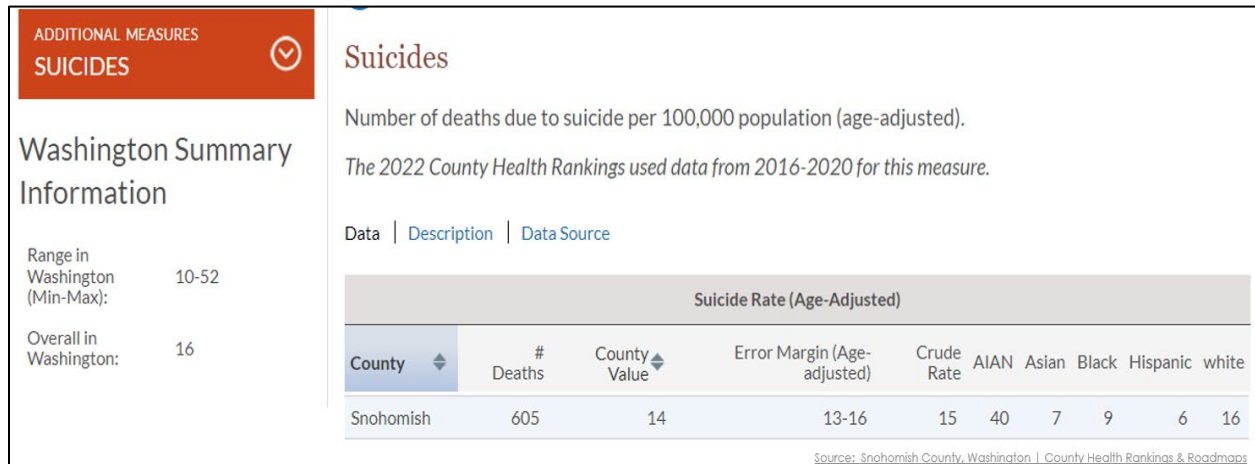 ADDITIONAL MEASURES
SUICIDES
Washington Summary
Information
Range in
Washington
(Min-Max):
10-52
Overall in
Washington:
16
Suicides
Number of deaths due to suicide per 100,000 population (age-adjusted).
The 2022 County Health Rankings used data from 2016-2020 for this measure.
Data | Description | Data Source
Suicide Rate (Age-Adjusted)
County # Deaths County Value Error Margin (Age-adjusted) Crude Rate AIAN Asian Black Hispanic white
Snohomish 605 14 13-16 15 40 7 9 6 16
Source: Snohomish County, Washington | County Health Rankings & Roadmaps